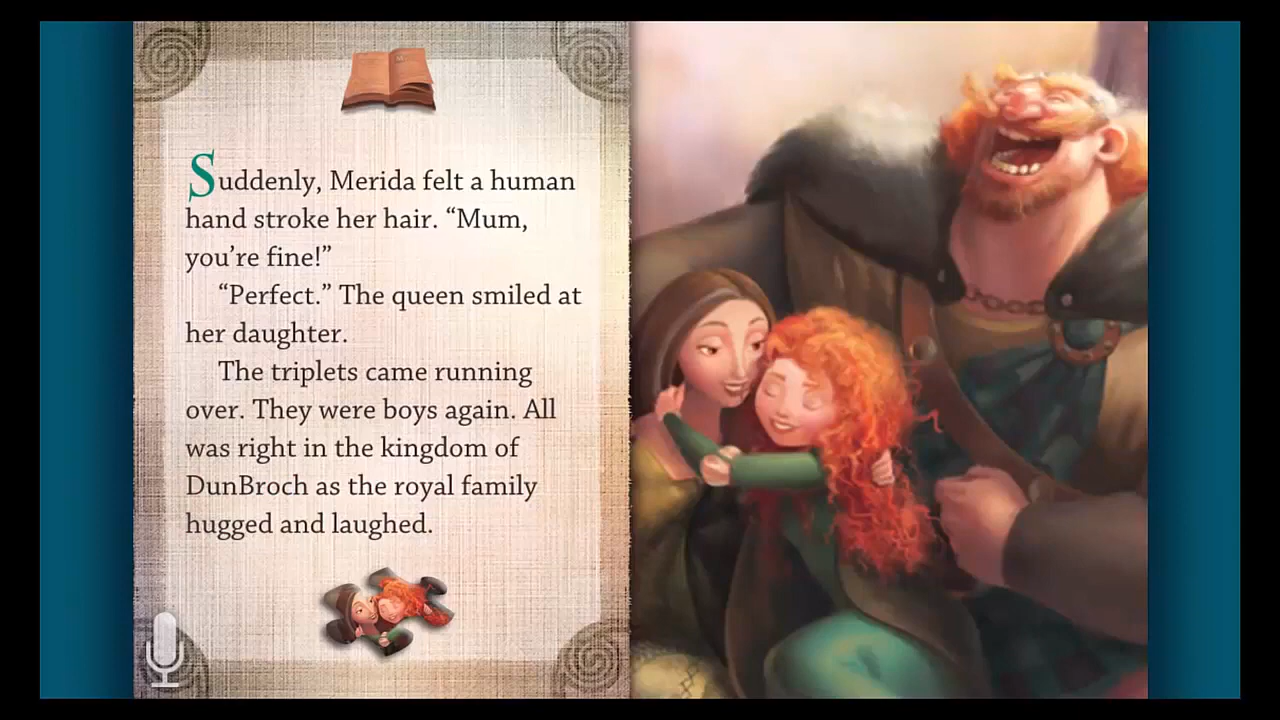 Suddenly, Merida felt a human
hand stroke her hair. “Mum,
you’re fine!”
“Perfect.” The queen smiled at
her daughter.
The triplets came running
over. They were boys again. All
was right in the kingdom of
DunBroch as the royal family
hugged and laughed.